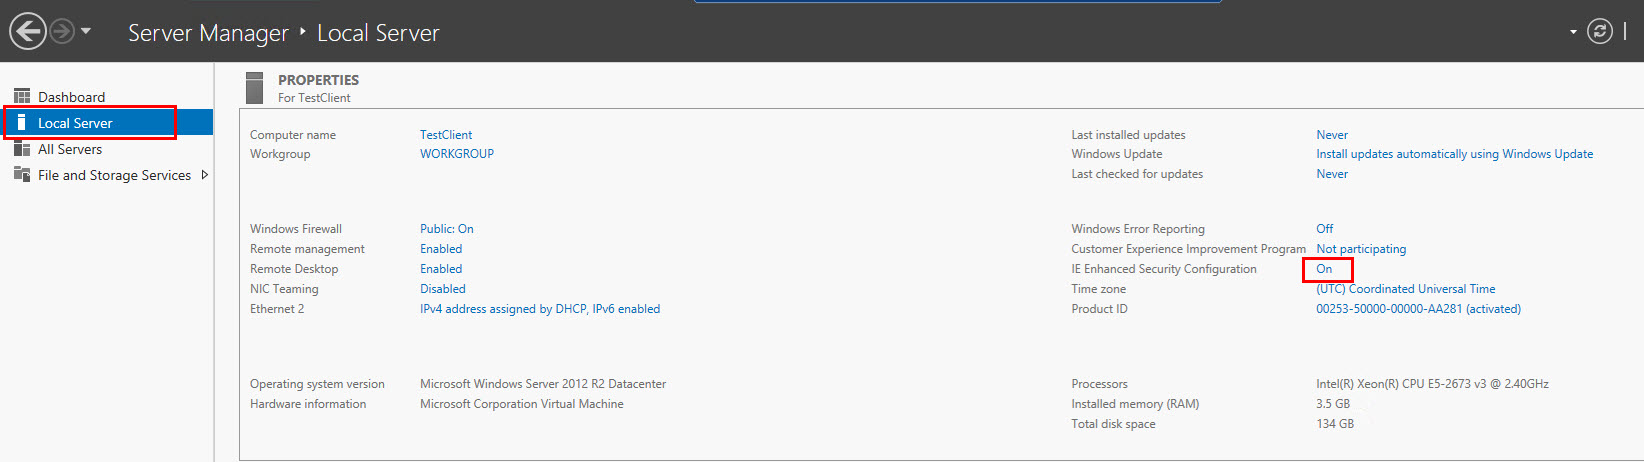 Server Manager ‣ Local Server
Dashboard
Local Server
All Servers
File and Storage Services
PROPERTIES
For TestClient
Computer name TestClient
Workgroup WORKGROUP
Last installed updates Never
Windows Update Install updates automatically using Windows Update
Last checked for updates Never
Windows Firewall Public: On
Remote management Enabled
Remote Desktop Enabled
NIC Teaming Disabled
Ethernet 2 IPv4 address assigned by DHCP, IPv6 enabled
Windows Error Reporting Off
Customer Experience Improvement Program Not participating
IE Enhanced Security Configuration On
Time zone (UTC) Coordinated Universal Time
Product ID 00253-50000-00000-AA281 (activated)
Operating system version Microsoft Windows Server 2012 R2 Datacenter
Hardware information Microsoft Corporation Virtual Machine
Processors Intel(R) Xeon(R) CPU E5-2673 v3 @ 2.40GHz
Installed memory (RAM) 3.5 GB
Total disk space 134 GB